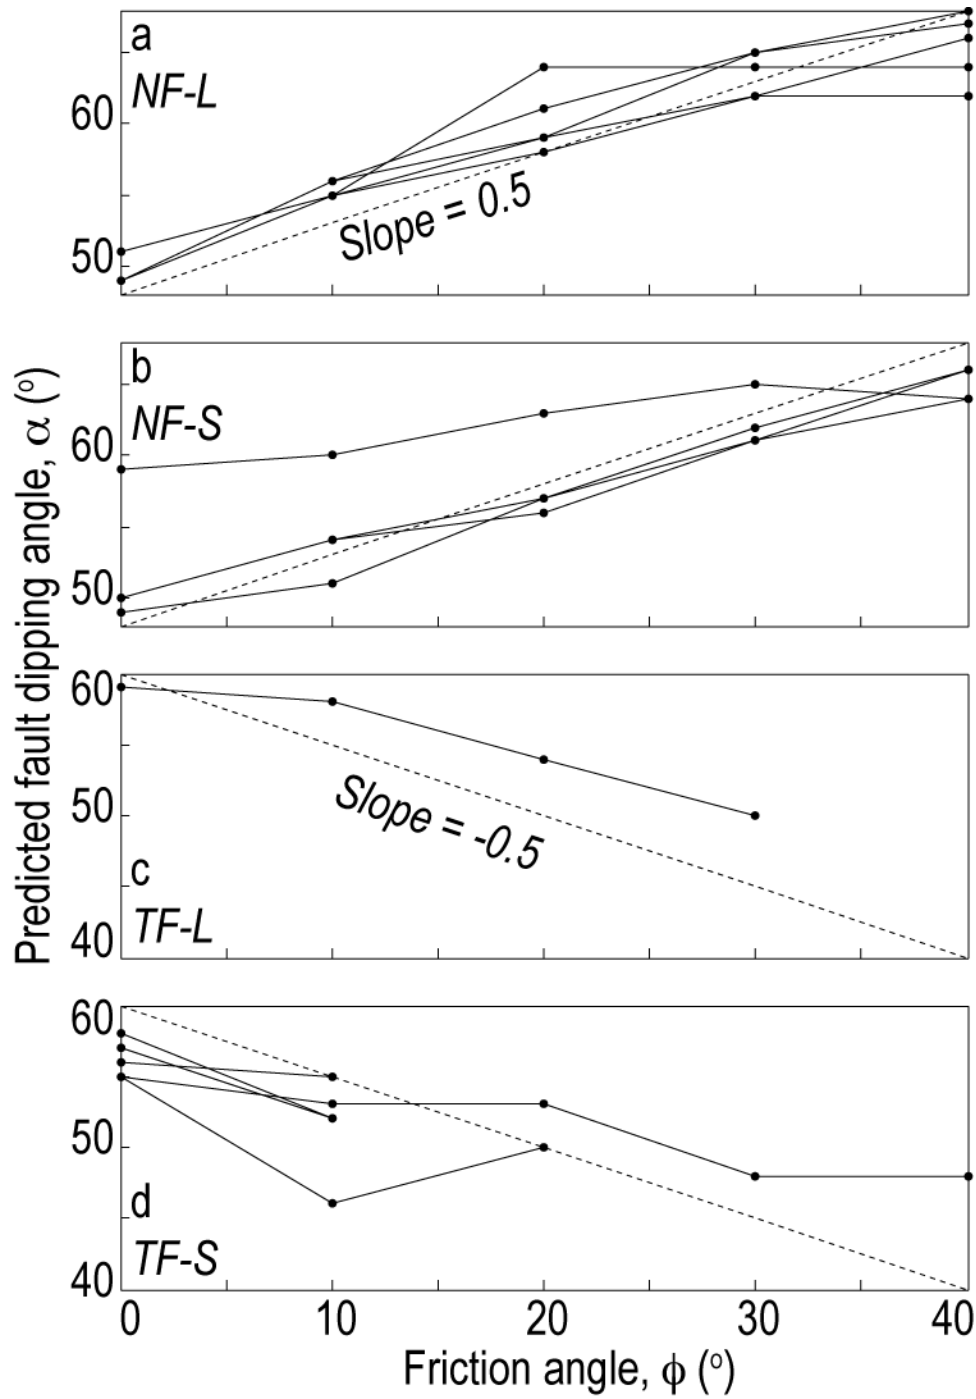 a
NF-L
60
50
Slope = 0.5
b
NF-S
60
50
Predicted fault dipping angle, α (°)
60
50
40
Slope = -0.5
c
TF-L
60
50
40
d
TF-S
0 10 20 30 40
Friction angle, ϕ (°)